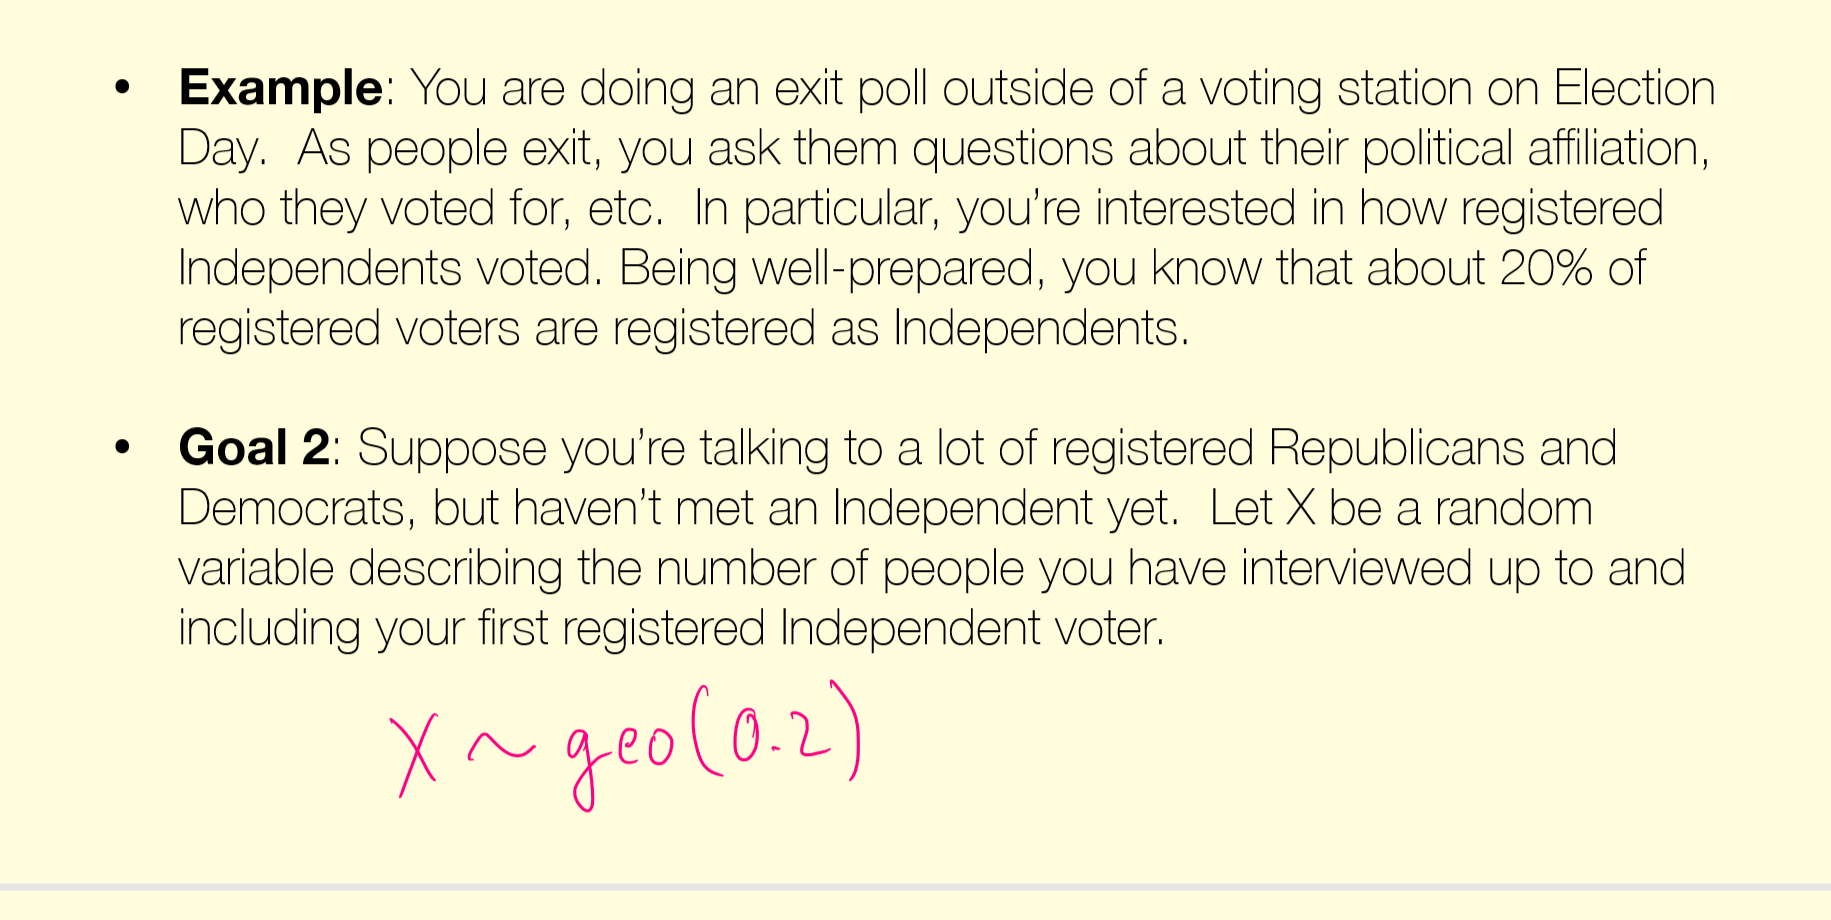 • Example: You are doing an exit poll outside of a voting station on Election
Day.  As people exit, you ask them questions about their political affiliation,
who they voted for, etc.  In particular, you’re interested in how registered
Independents voted. Being well-prepared, you know that about 20% of
registered voters are registered as Independents.
• Goal 2: Suppose you’re talking to a lot of registered Republicans and
Democrats, but haven’t met an Independent yet.  Let X be a random
variable describing the number of people you have interviewed up to and
including your first registered Independent voter.
X ~ geo(0.2)